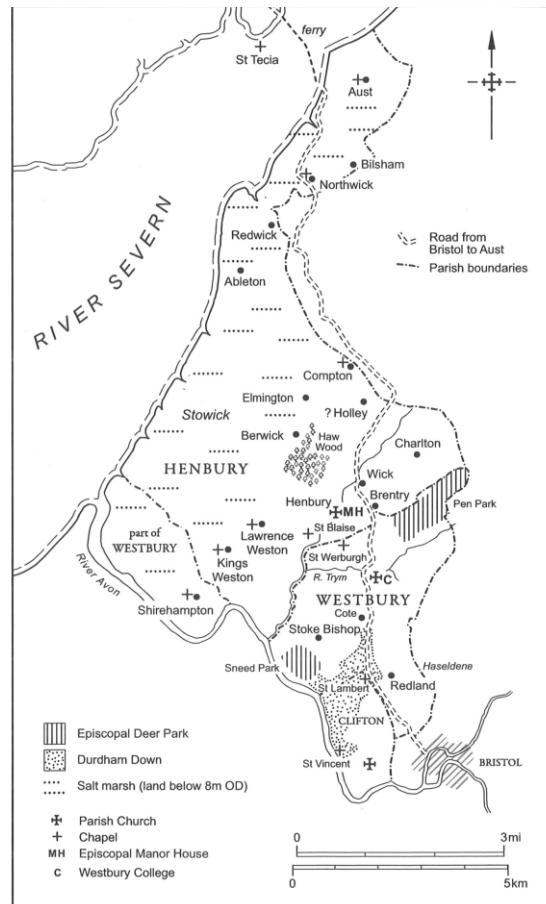 ferry
St Tecia
Aust
Bilsham
Northwick
RIVER SEVERN
Redwick
Ableton
Road from
Bristol to Aust
Parish boundaries
Compton
Elmington
? Holley
Stowick
Berwick
Haw
Wood
Charlton
HENBURY
Wick
Henbury
MH
Brentry
Pen Park
part of
WESTBURY
Lawrence
Weston
St Blaise
St Werburgh
Kings
Weston
R. Trym
C
River Avon
Shirehampton
WESTBURY
Cote
Stoke Bishop
Haseldene
Sneed Park
St Lambert
Redland
CLIFTON
St Vincent
BRISTOL
Episcopal Deer Park
Durdham Down
Salt marsh (land below 8m OD)
Parish Church
Chapel
MH Episcopal Manor House
C Westbury College
0 3mi
0 5km